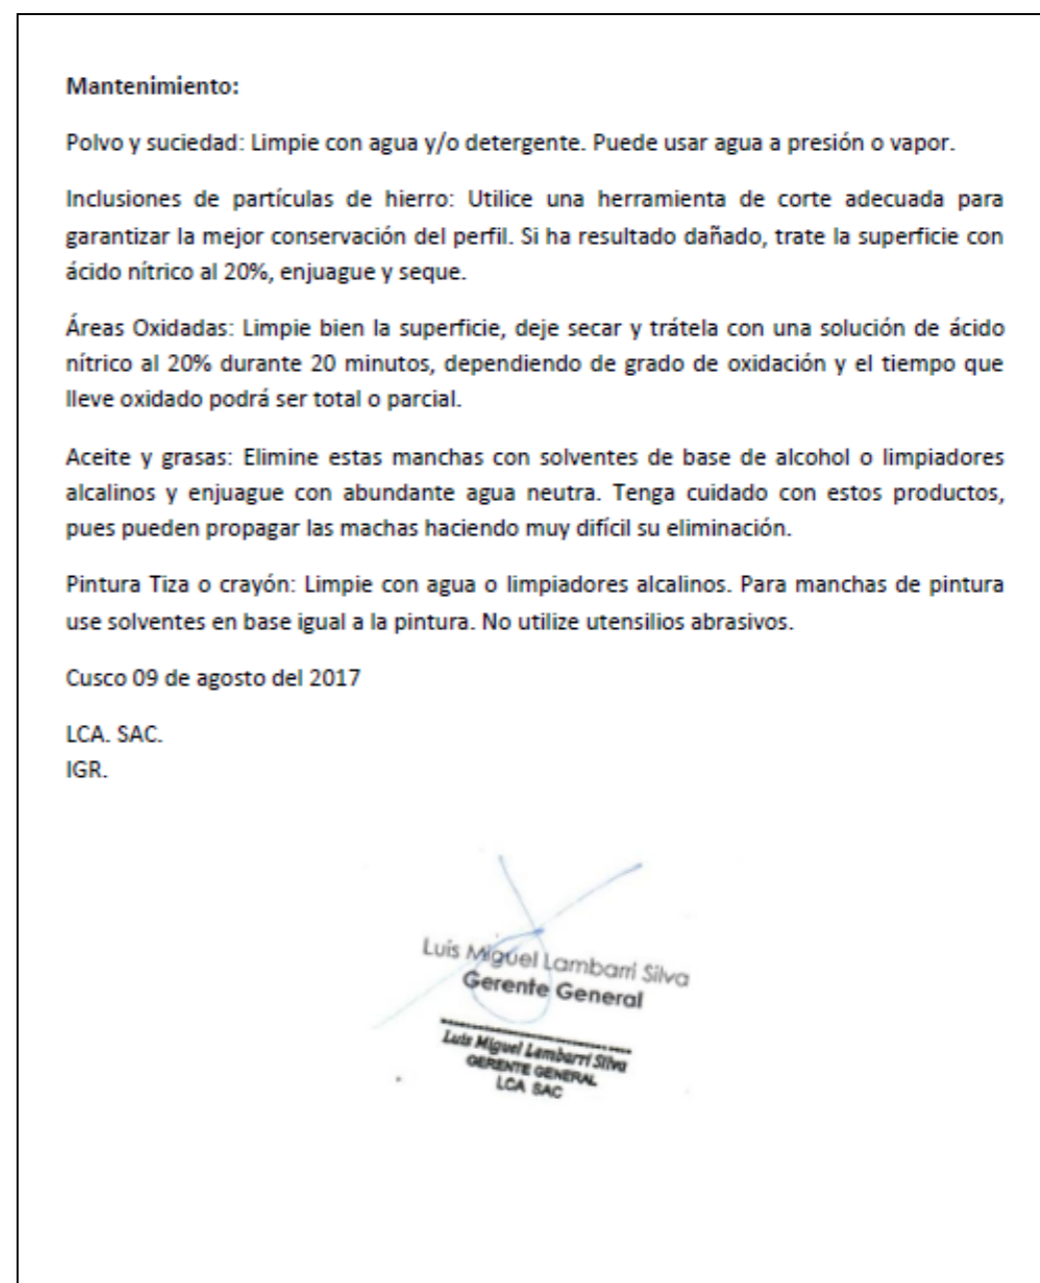 Mantenimiento:
Polvo y suciedad: Limpie con agua y/o detergente. Puede usar agua a presión o vapor.
Inclusiones de partículas de hierro: Utilice una herramienta de corte adecuada para
garantizar la mejor conservación del perfil. Si ha resultado dañado, trate la superficie con
ácido nítrico al 20%, enjuague y seque.
Áreas Oxidadas: Limpie bien la superficie, deje secar y trátela con una solución de ácido
nítrico al 20% durante 20 minutos, dependiendo de grado de oxidación y el tiempo que
lleve oxidado podrá ser total o parcial.
Aceite y grasas: Elimine estas manchas con solventes de base de alcohol o limpiadores
alcalinos y enjuague con abundante agua neutra. Tenga cuidado con estos productos,
pues pueden propagar las machas haciendo muy difícil su eliminación.
Pintura Tiza o crayón: Limpie con agua o limpiadores alcalinos. Para manchas de pintura
use solventes en base igual a la pintura. No utilize utensilios abrasivos.
Cusco 09 de agosto del 2017
LCA. SAC.
IGR.
Luis Miguel Lambarri Silva
Gerente General
Luis Miguel Lambarri Silva
GERENTE GENERAL
LCA SAC